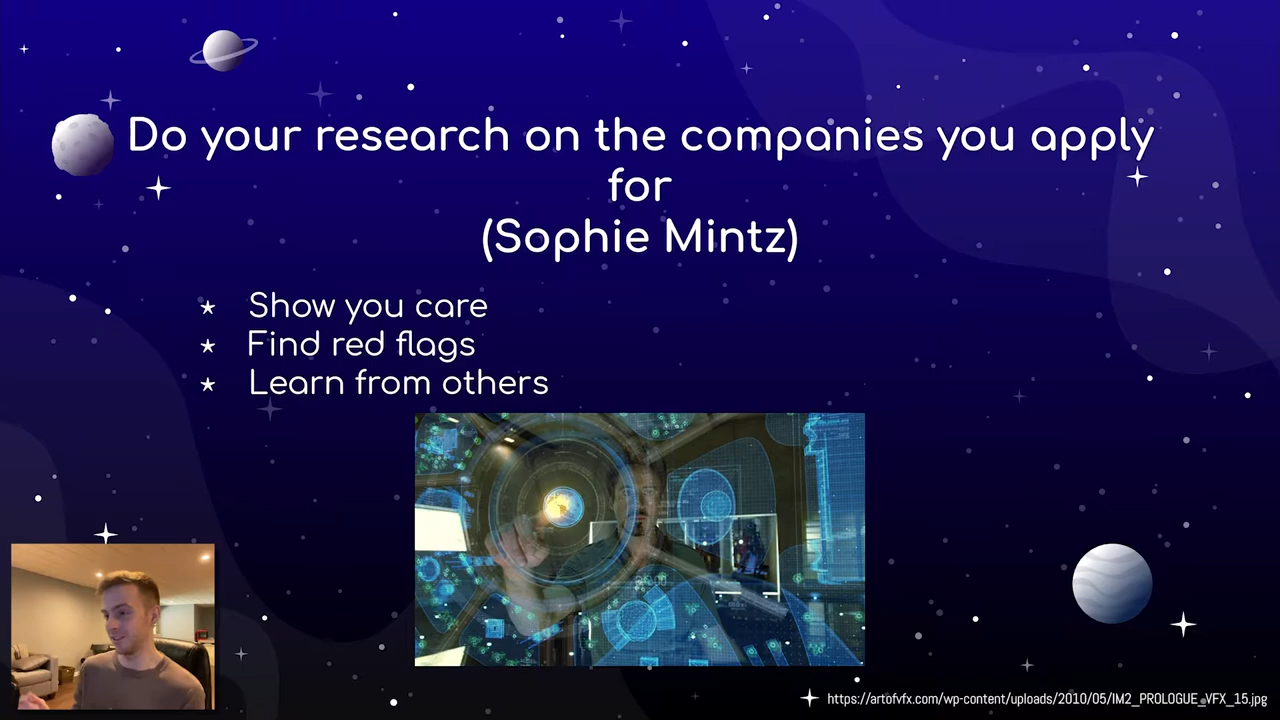 Do your research on the companies you apply
for
(Sophie Mintz)
★ Show you care
★ Find red flags
★ Learn from others
https://artofvfx.com/wp-content/uploads/2010/05/IM2_PROLOGUE_VFX_15.jpg